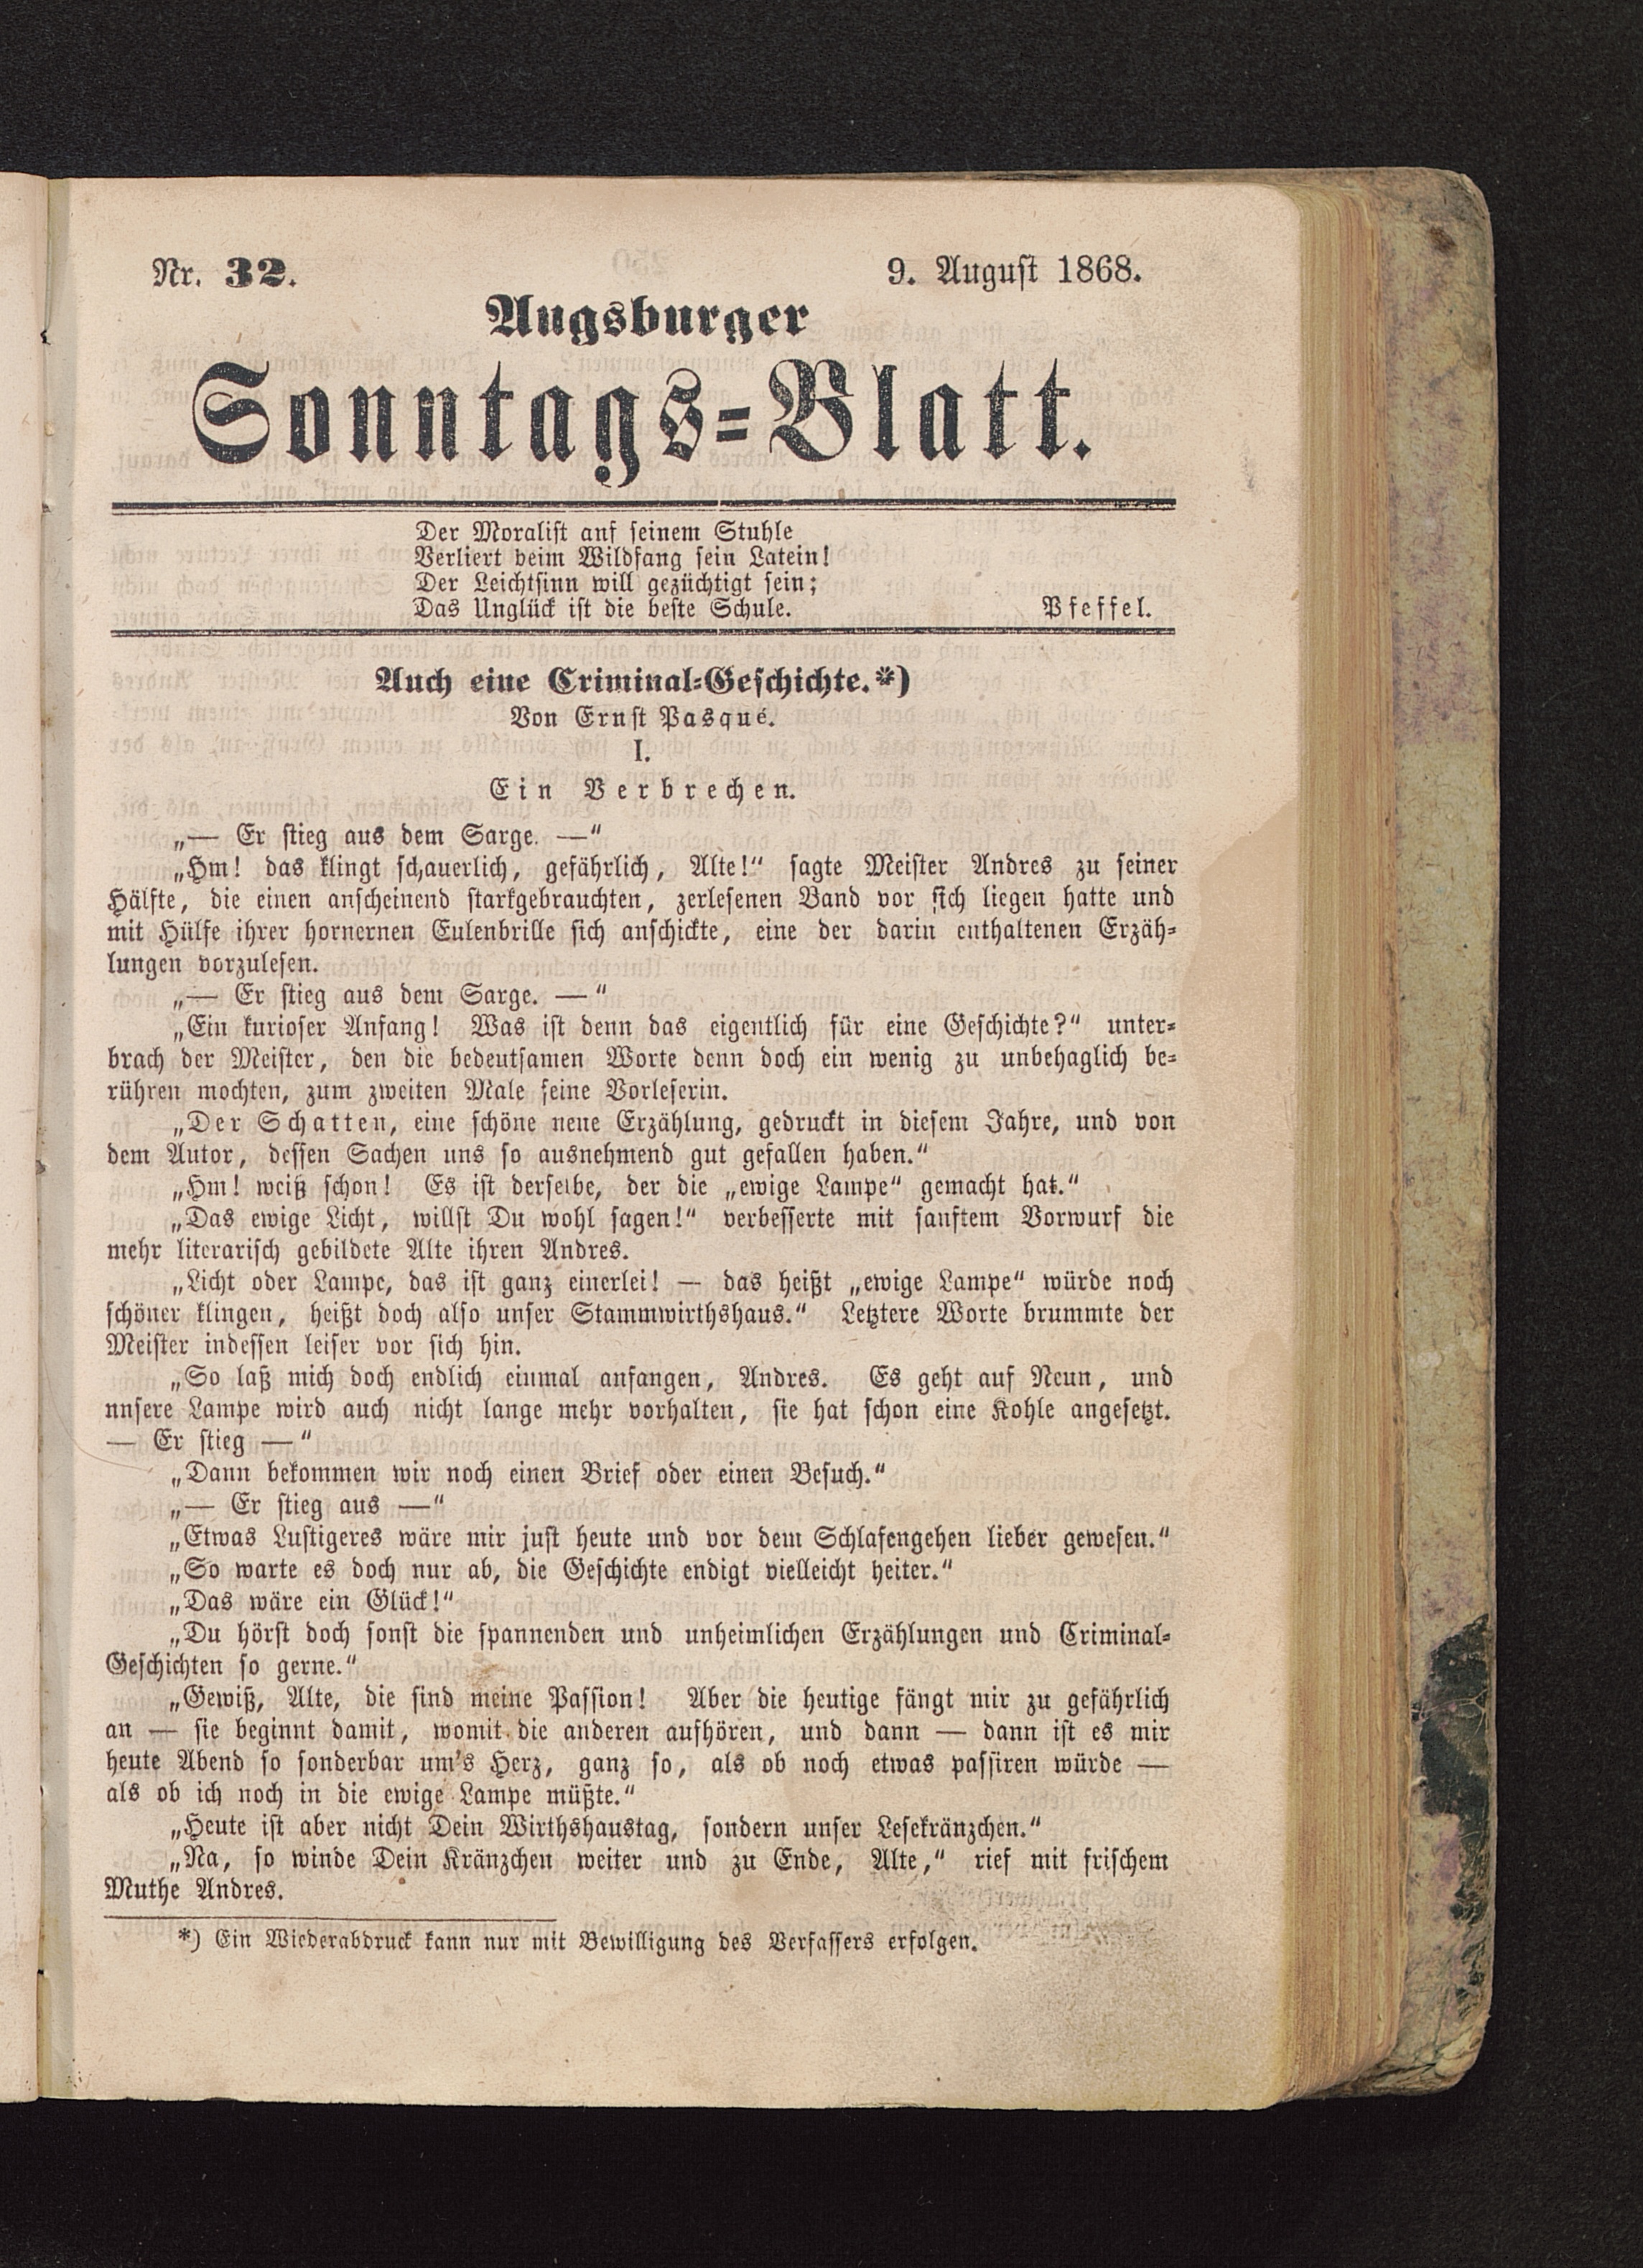 Nr. 32.
9. August 1868.
Augsburger
Sonntags-Blatt.
Der Moralist auf seinem Stuhle
Verliert beim Wildfang sein Latein!
Der Leichtsinn will gezüchtigt sein;
Das Unglück ist die beste Schule. Pfeffel.
Auch eine Criminal-Geschichte.*)
Von Ernst Pasqué.
I.
Ein Verbrechen.
„— Er stieg aus dem Sarge. —“
„Hm! das klingt schauerlich, gefährlich, Alte!“ sagte Meister Andres zu seiner
Hälfte, die einen anscheinend starkgebrauchten, zerlesenen Band vor sich liegen hatte und
mit Hülfe ihrer hornernen Eulenbrille sich anschickte, eine der darin enthaltenen Erzäh-
lungen vorzulesen.
„— Er stieg aus dem Sarge. —“
„Ein kurioser Anfang! Was ist denn das eigentlich für eine Geschichte?“ unter-
brach der Meister, den die bedeutsamen Worte denn doch ein wenig zu unbehaglich be-
rühren mochten, zum zweiten Male seine Vorleserin.
„Der Schatten, eine schöne neue Erzählung, gedruckt in diesem Jahre, und von
dem Autor, dessen Sachen uns so ausnehmend gut gefallen haben.“
„Hm! weiß schon! Es ist derselbe, der die „ewige Lampe“ gemacht hat.“
„Das ewige Licht, willst Du wohl sagen!“ verbesserte mit sanftem Vorwurf die
mehr literarisch gebildete Alte ihren Andres.
„Licht oder Lampe, das ist ganz einerlei! — das heißt „ewige Lampe“ würde noch
schöner klingen, heißt doch also unser Stammwirthshaus.“ Letztere Worte brummte der
Meister indessen leiser vor sich hin.
„So laß mich doch endlich einmal anfangen, Andres. Es geht auf Neun, und
nnsere Lampe wird auch nicht lange mehr vorhalten, sie hat schon eine Kohle angesetzt.
— Er stieg —“
„Dann bekommen wir noch einen Brief oder einen Besuch.“
„— Er stieg aus —“
„Etwas Lustigeres wäre mir just heute und vor dem Schlafengehen lieber gewesen.“
„So warte es doch nur ab, die Geschichte endigt vielleicht heiter.“
„Das wäre ein Glück!“
„Du hörst doch sonst die spannenden und unheimlichen Erzählungen und Criminal-
Geschichten so gerne.“
„Gewiß, Alte, die sind meine Passion! Aber die heutige fängt mir zu gefährlich
an — sie beginnt damit, womit die anderen aufhören, und dann — dann ist es mir
heute Abend so sonderbar um's Herz, ganz so, als ob noch etwas passiren würde —
als ob ich noch in die ewige Lampe müßte.“
„Heute ist aber nicht Dein Wirthshaustag, sondern unser Lesekränzchen.“
„Na, so winde Dein Kränzchen weiter und zu Ende, Alte,“ rief mit frischem
Muthe Andres.
*) Ein Wiederabdruck kann nur mit Bewilligung des Verfassers erfolgen.